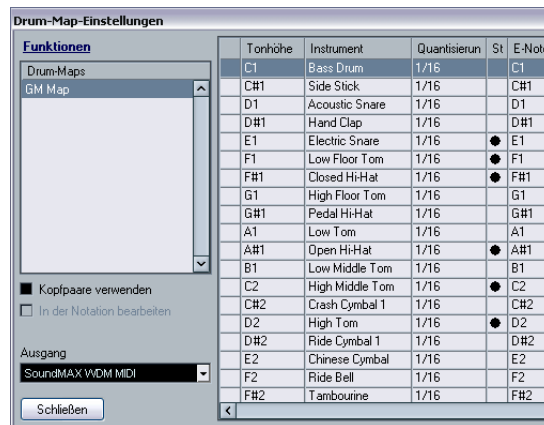 Drum-Map-Einstellungen
Funktionen
Drum-Maps
GM Map
Kopfpaare verwenden
In der Notation bearbeiten
Ausgang
SoundMAX WDM MIDI
Schließen
Tonhöhe Instrument Quantisierun St E-Note
C1 Bass Drum 1/16 C1
C#1 Side Stick 1/16 C#1
D1 Acoustic Snare 1/16 D1
D#1 Hand Clap 1/16 D#1
E1 Electric Snare 1/16 E1
F1 Low Floor Tom 1/16 F1
F#1 Closed Hi-Hat 1/16 F#1
G1 High Floor Tom 1/16 G1
G#1 Pedal Hi-Hat 1/16 G#1
A1 Low Tom 1/16 A1
A#1 Open Hi-Hat 1/16 A#1
B1 Low Middle Tom 1/16 B1
C2 High Middle Tom 1/16 C2
C#2 Crash Cymbal 1 1/16 C#2
D2 High Tom 1/16 D2
D#2 Ride Cymbal 1 1/16 D#2
E2 Chinese Cymbal 1/16 E2
F2 Ride Bell 1/16 F2
F#2 Tambourine 1/16 F#2